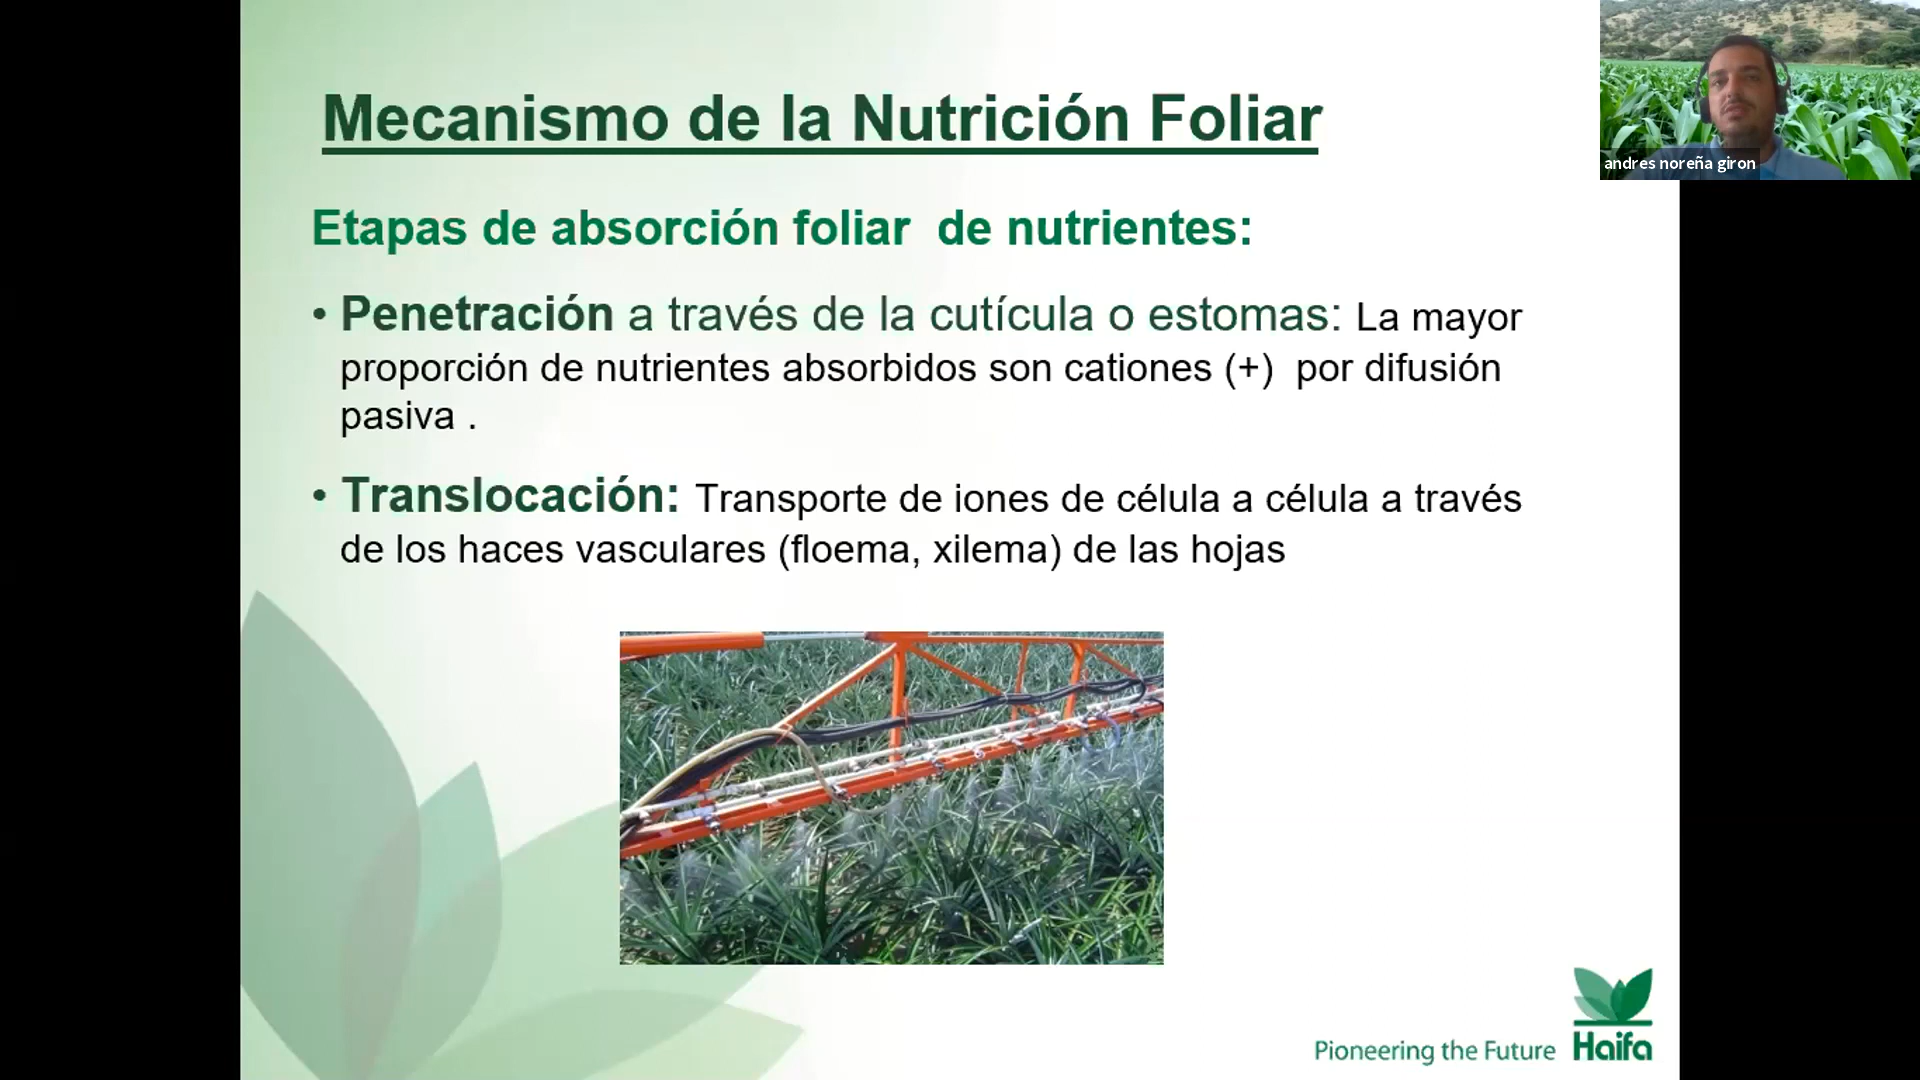 Mecanismo de la Nutrición Foliar
andres noreña giron
Etapas de absorción foliar  de nutrientes:
• Penetración a través de la cutícula o estomas: La mayor
proporción de nutrientes absorbidos son cationes (+)  por difusión
pasiva .
• Translocación: Transporte de iones de célula a célula a través
de los haces vasculares (floema, xilema) de las hojas
Pioneering the Future
Haifa